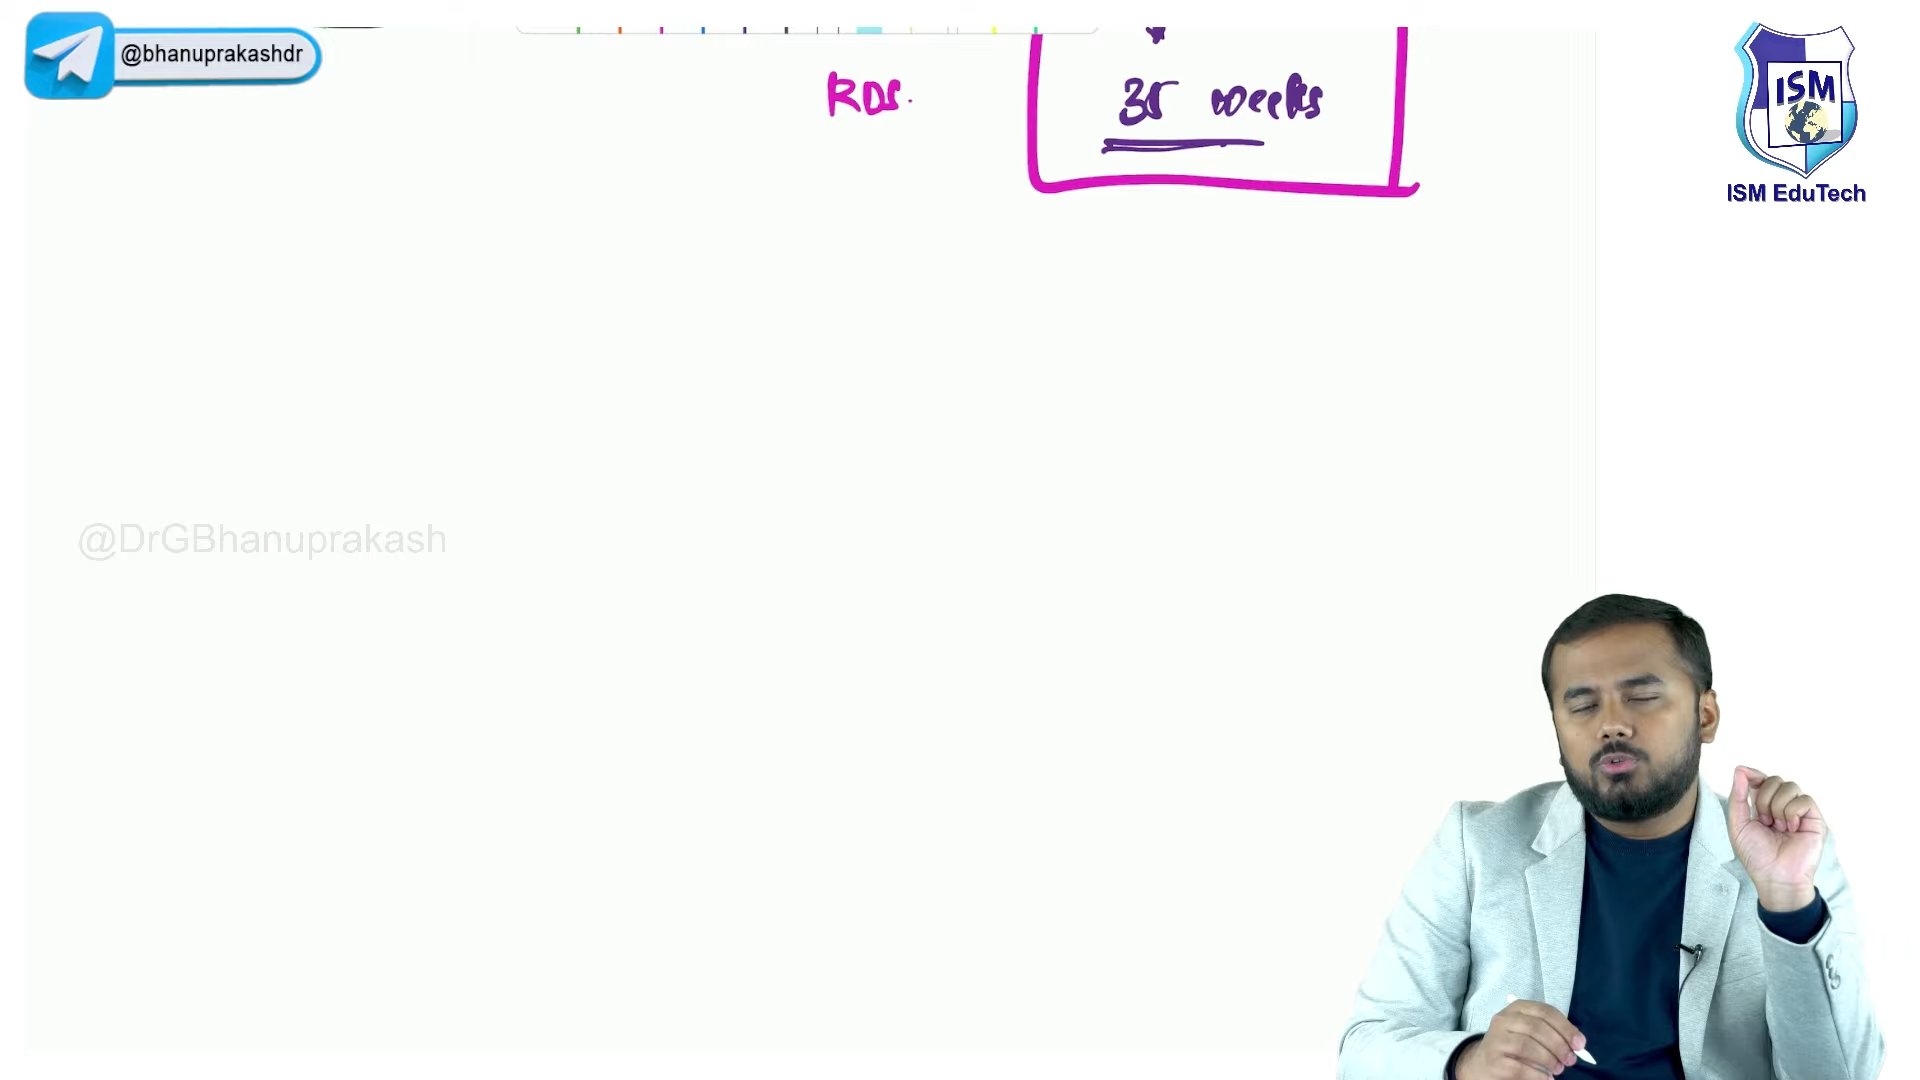 @bhanuprakashdr
RDS.
35 weeks
ISM
ISM EduTech
@DrGBhanuprakash